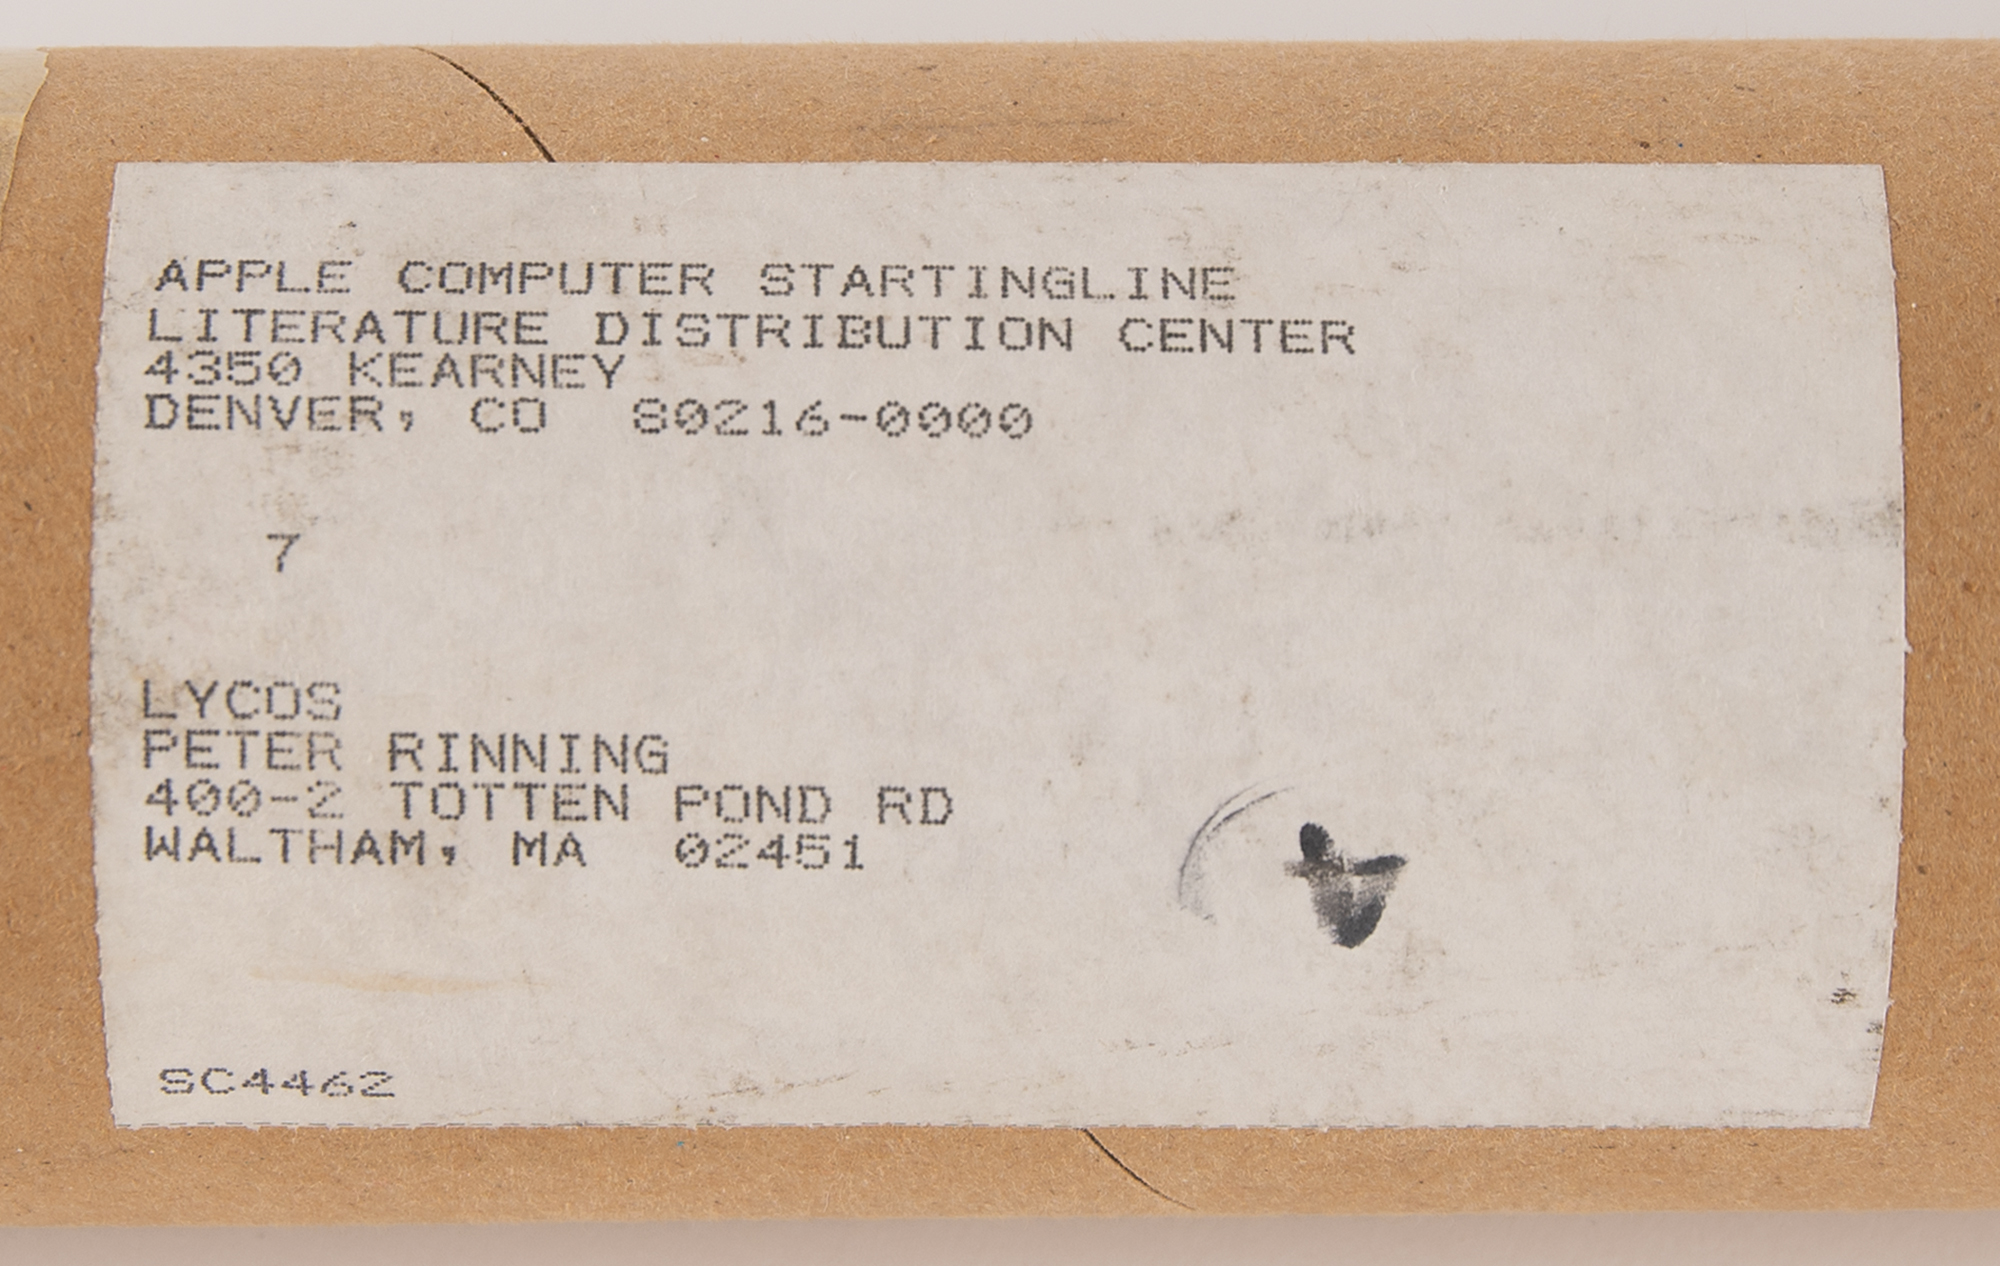 APPLE COMPUTER STARTINGLINE
LITERATURE DISTRIBUTION CENTER
4350 KEARNEY
DENVER, CO  80216-0000
7
LYCOS
PETER RINNING
400-2 TOTTEN POND RD
WALTHAM, MA  02451
SC4462